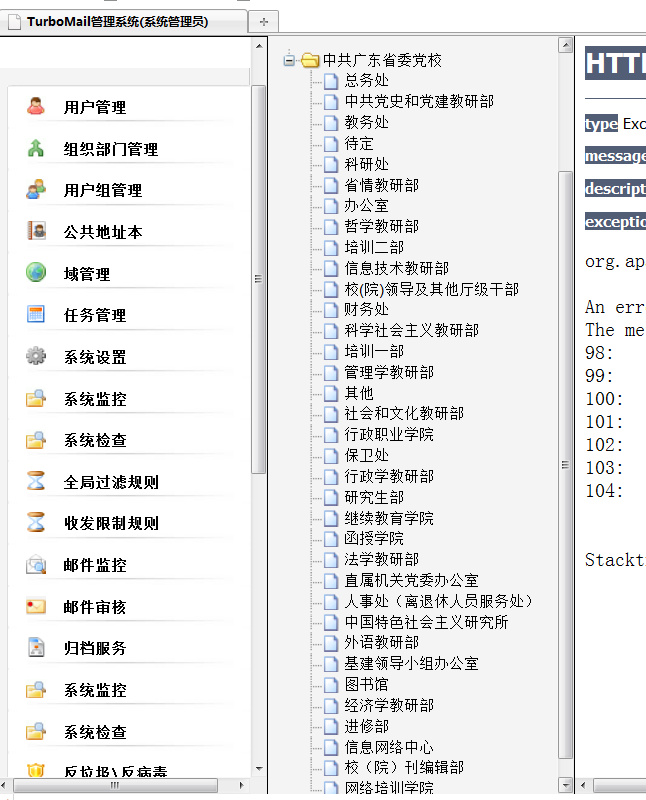 TurboMail管理系统(系统管理员)
用户管理
组织部门管理
用户组管理
公共地址本
域管理
任务管理
系统设置
系统监控
系统检查
全局过滤规则
收发限制规则
邮件监控
邮件审核
归档服务
系统监控
系统检查
反垃圾\反病毒
中共广东省委党校
总务处
中共党史和党建教研部
教务处
待定
科研处
省情教研部
办公室
哲学教研部
培训二部
信息技术教研部
校(院)领导及其他厅级干部
财务处
科学社会主义教研部
培训一部
管理学教研部
其他
社会和文化教研部
行政职业学院
保卫处
行政学教研部
研究生部
继续教育学院
函授学院
法学教研部
直属机关党委办公室
人事处（离退休人员服务处）
中国特色社会主义研究所
外语教研部
基建领导小组办公室
图书馆
经济学教研部
进修部
信息网络中心
校（院）刊编辑部
网络培训学院
HTT
type Exc
message
descript
exceptio
org.ap
An err
The me
98:
99:
100:
101:
102:
103:
104:
Stackt